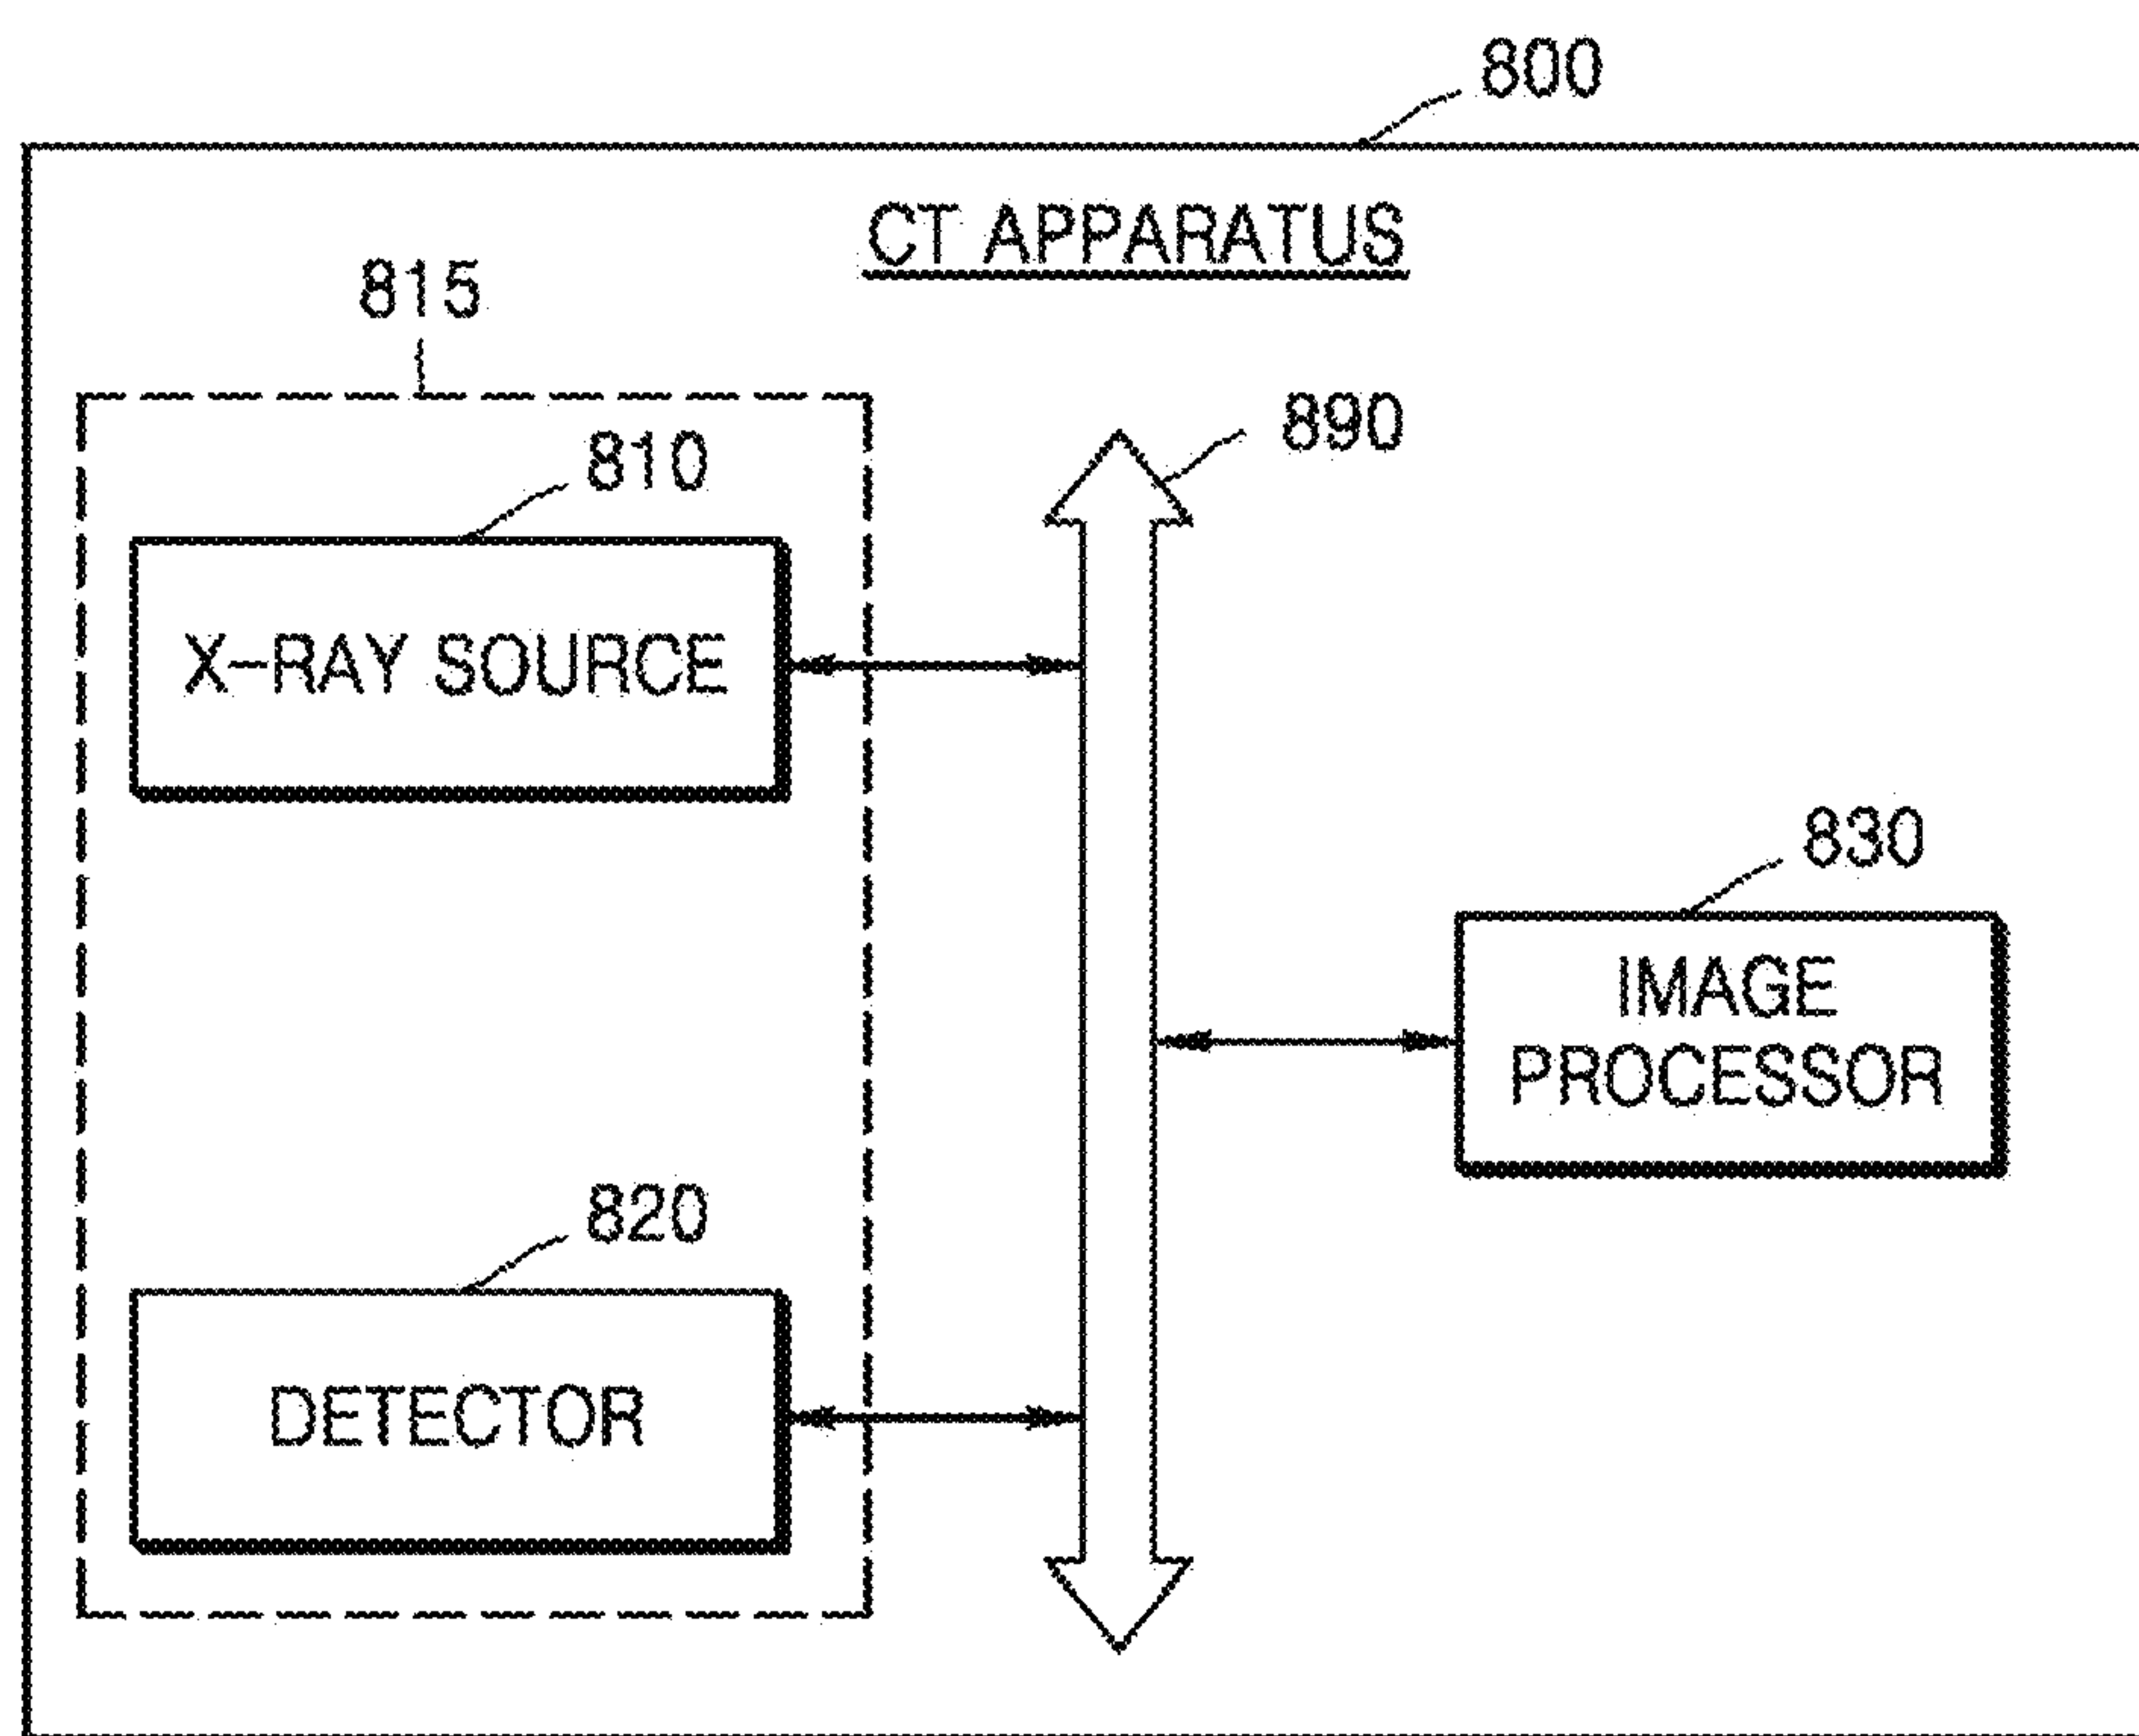 800
CT APPARATUS
815
890
810
X-RAY SOURCE
830
IMAGE
PROCESSOR
820
DETECTOR